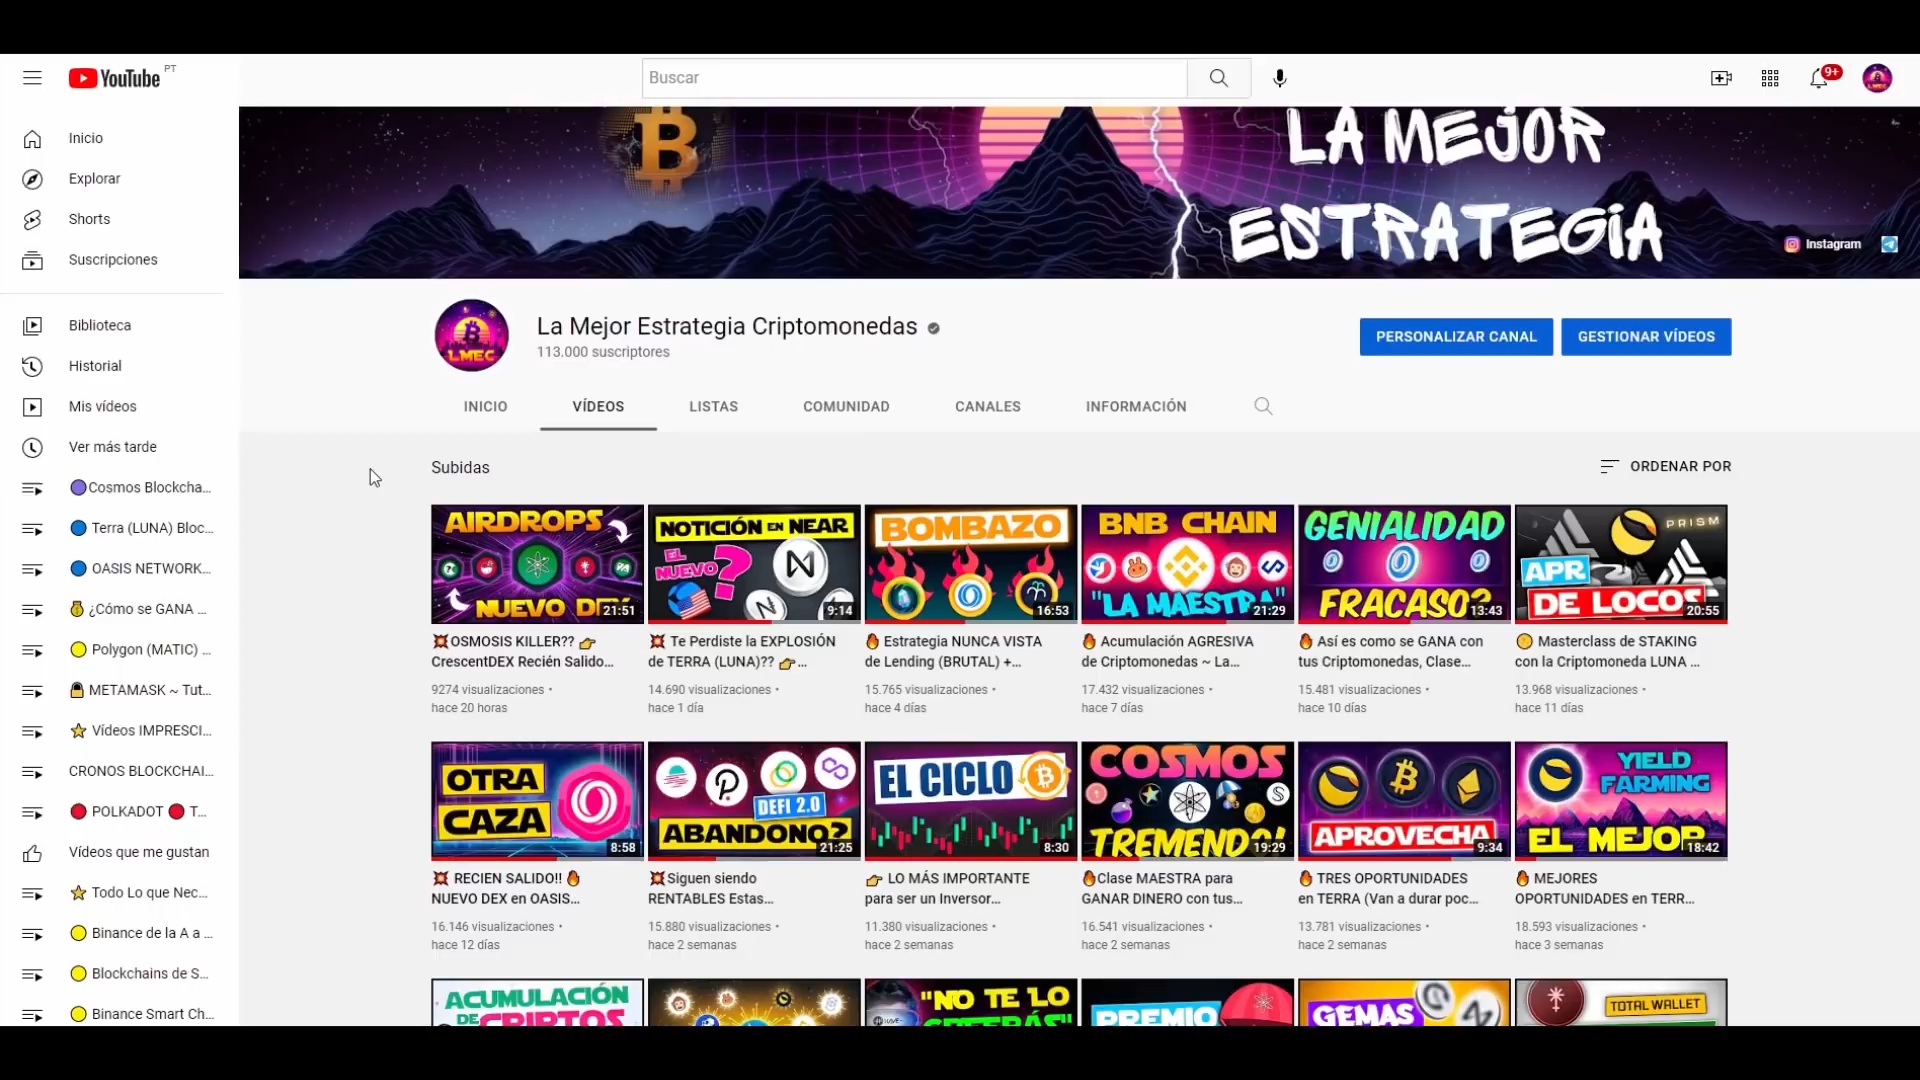 YouTube PT
Buscar
9+
Inicio
Explorar
Shorts
Suscripciones
Biblioteca
Historial
Mis vídeos
Ver más tarde
Cosmos Blockcha...
Terra (LUNA) Bloc...
OASIS NETWORK...
¿Cómo se GANA ...
Polygon (MATIC) ...
METAMASK ~ Tut...
Vídeos IMPRESCI...
CRONOS BLOCKCHAI...
POLKADOT 🔴 T...
Vídeos que me gustan
Todo Lo que Nec...
Binance de la A a ...
Blockchains de S...
Binance Smart Ch...
LA MEJOR
ESTRATEGiA
Instagram
LMEC
La Mejor Estrategia Criptomonedas
113.000 suscriptores
PERSONALIZAR CANAL
GESTIONAR VÍDEOS
INICIO
VÍDEOS
LISTAS
COMUNIDAD
CANALES
INFORMACIÓN
Subidas
ORDENAR POR
AIRDROPS
NUEVO DEX
21:51
💥OSMOSIS KILLER?? 👉
CrescentDEX Recién Salido...
9274 visualizaciones •
hace 20 horas
NOTICIÓN EN NEAR
EL
NUEVO?
9:14
💥 Te Perdiste la EXPLOSIÓN
de TERRA (LUNA)?? 👉...
14.690 visualizaciones •
hace 1 día
BOMBAZO
16:53
🔥 Estrategia NUNCA VISTA
de Lending (BRUTAL) +...
15.765 visualizaciones •
hace 4 días
BNB CHAIN
"LA MAESTRA"
21:29
🔥 Acumulación AGRESIVA
de Criptomonedas ~ La...
17.432 visualizaciones •
hace 7 días
GENIALIDAD
FRACASO?
13:43
🔥 Así es como se GANA con
tus Criptomonedas, Clase...
15.481 visualizaciones •
hace 10 días
PRISM
APR
DE LOCOS
20:55
Masterclass de STAKING
con la Criptomoneda LUNA ...
13.968 visualizaciones •
hace 11 días
OTRA
CAZA
8:58
💥 RECIEN SALIDO!! 🔥
NUEVO DEX en OASIS...
16.146 visualizaciones •
hace 12 días
DEFI 2.0
ABANDONO?
21:25
💥Siguen siendo
RENTABLES Estas...
15.880 visualizaciones •
hace 2 semanas
EL CICLO
8:30
👉 LO MÁS IMPORTANTE
para ser un Inversor...
11.380 visualizaciones •
hace 2 semanas
COSMOS
TREMENDO!
19:29
🔥Clase MAESTRA para
GANAR DINERO con tus...
16.541 visualizaciones •
hace 2 semanas
APROVECHA
9:34
🔥 TRES OPORTUNIDADES
en TERRA (Van a durar poc...
13.781 visualizaciones •
hace 2 semanas
YIELD
FARMING
EL MEJOR
18:42
🔥 MEJORES
OPORTUNIDADES en TERR...
18.593 visualizaciones •
hace 3 semanas
ACUMULACIÓN
DE CRIPTOS
"NO TE LO
CREERÁS"
PREMIO
GEMAS
TOTAL WALLET